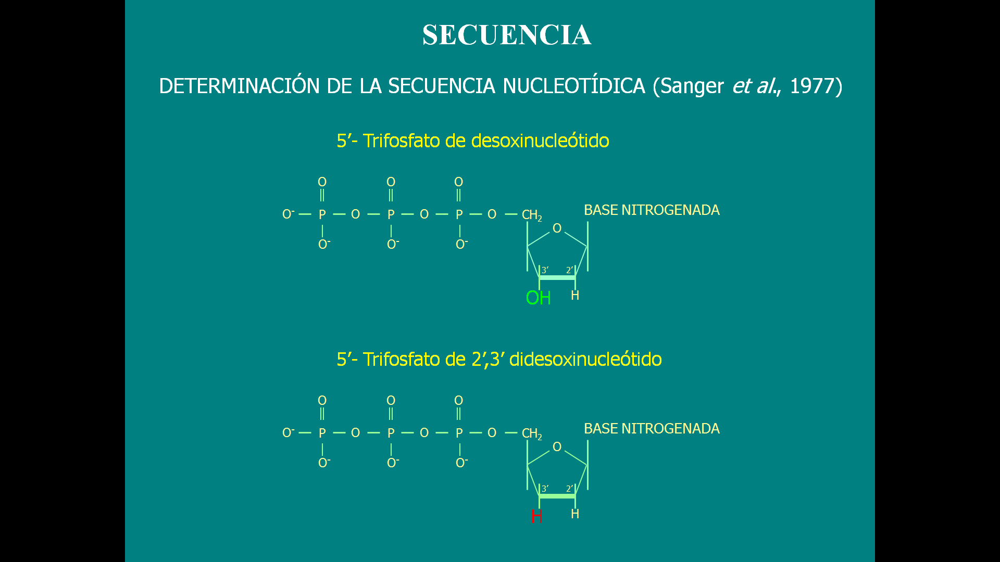 SECUENCIA
DETERMINACIÓN DE LA SECUENCIA NUCLEOTÍDICA (Sanger et al., 1977)
5’- Trifosfato de desoxinucleótido
O O O
BASE NITROGENADA
O- P O P O P O CH2
O
O- O- O-
3’ 2’
OH H
5’- Trifosfato de 2’,3’ didesoxinucleótido
O O O
BASE NITROGENADA
O- P O P O P O CH2
O
O- O- O-
3’ 2’
H H